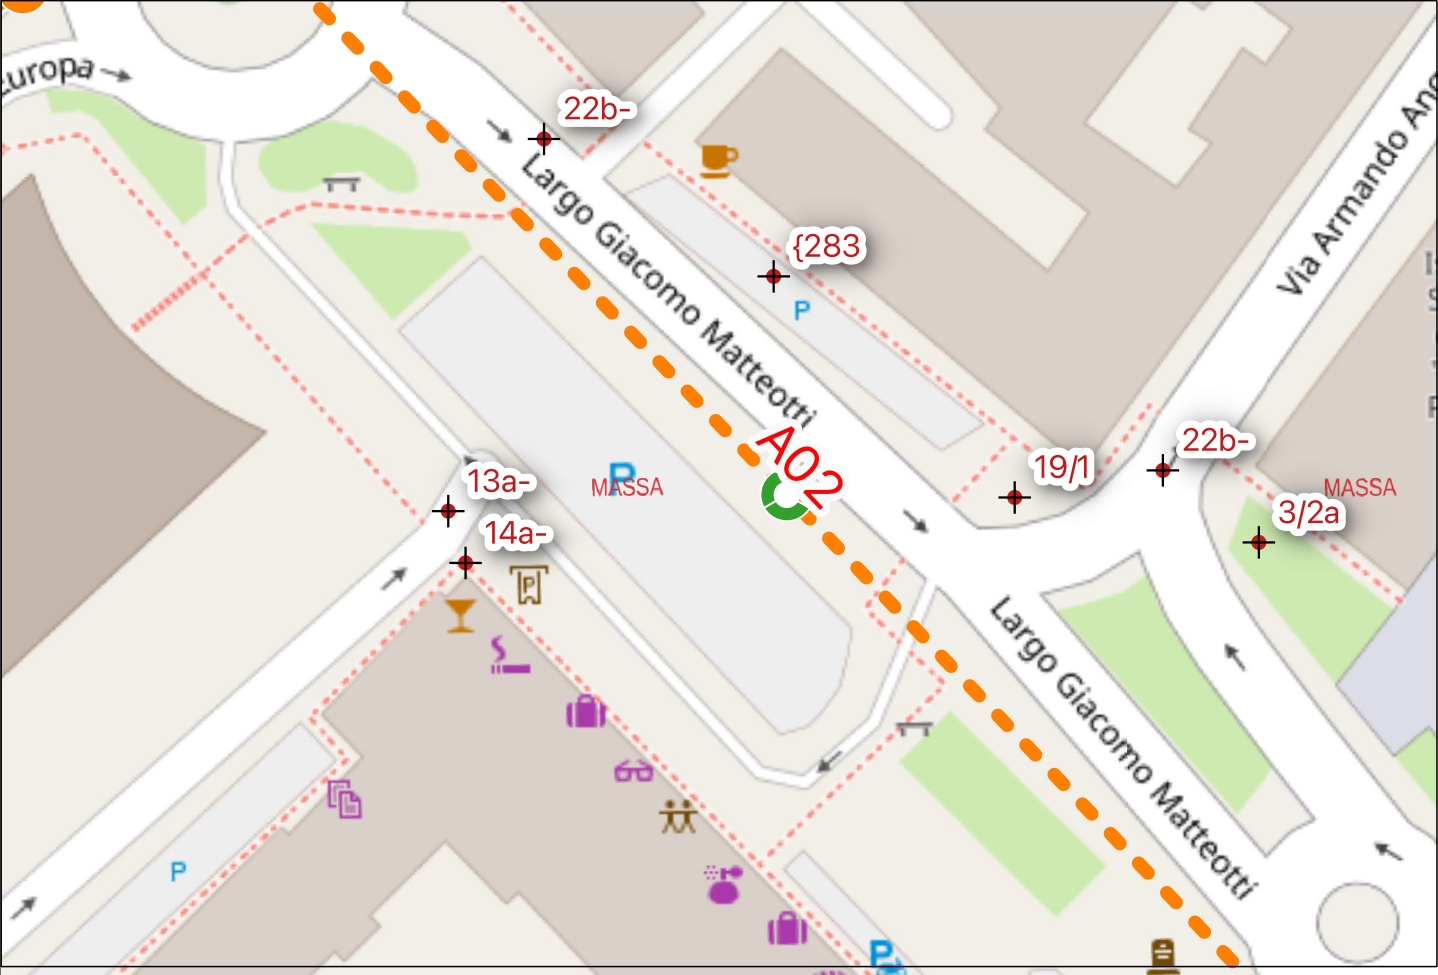 Europa
22b-
Largo Giacomo Matteotti
{283
P
Via Armando Ang
A02
22b-
19/1
MASSA
3/2a
13a-
P
MASSA
14a-
P
Largo Giacomo Matteotti
P
P